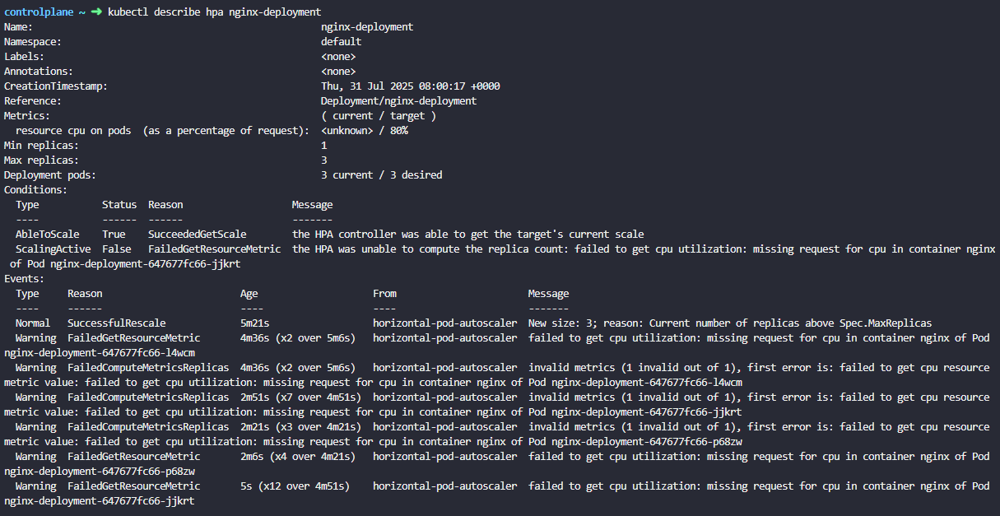 controlplane ~ ➜ kubectl describe hpa nginx-deployment
Name:                                                  nginx-deployment
Namespace:                                             default
Labels:                                                <none>
Annotations:                                           <none>
CreationTimestamp:                                     Thu, 31 Jul 2025 08:00:17 +0000
Reference:                                             Deployment/nginx-deployment
Metrics:                                               ( current / target )
  resource cpu on pods  (as a percentage of request):  <unknown> / 80%
Min replicas:                                          1
Max replicas:                                          3
Deployment pods:                                       3 current / 3 desired
Conditions:
  Type           Status  Reason                   Message
  ----           ------  ------                   -------
  AbleToScale    True    SucceededGetScale        the HPA controller was able to get the target's current scale
  ScalingActive  False   FailedGetResourceMetric  the HPA was unable to compute the replica count: failed to get cpu utilization: missing request for cpu in container nginx
 of Pod nginx-deployment-647677fc66-jjkrt
Events:
  Type     Reason                        Age                    From                       Message
  ----     ------                        ----                   ----                       -------
  Normal   SuccessfulRescale             5m21s                  horizontal-pod-autoscaler  New size: 3; reason: Current number of replicas above Spec.MaxReplicas
  Warning  FailedGetResourceMetric       4m36s (x2 over 5m6s)   horizontal-pod-autoscaler  failed to get cpu utilization: missing request for cpu in container nginx of Pod
nginx-deployment-647677fc66-l4wcm
  Warning  FailedComputeMetricsReplicas  4m36s (x2 over 5m6s)   horizontal-pod-autoscaler  invalid metrics (1 invalid out of 1), first error is: failed to get cpu resource
metric value: failed to get cpu utilization: missing request for cpu in container nginx of Pod nginx-deployment-647677fc66-l4wcm
  Warning  FailedComputeMetricsReplicas  2m51s (x7 over 4m51s)  horizontal-pod-autoscaler  invalid metrics (1 invalid out of 1), first error is: failed to get cpu resource
metric value: failed to get cpu utilization: missing request for cpu in container nginx of Pod nginx-deployment-647677fc66-jjkrt
  Warning  FailedComputeMetricsReplicas  2m21s (x3 over 4m21s)  horizontal-pod-autoscaler  invalid metrics (1 invalid out of 1), first error is: failed to get cpu resource
metric value: failed to get cpu utilization: missing request for cpu in container nginx of Pod nginx-deployment-647677fc66-p68zw
  Warning  FailedGetResourceMetric       2m6s (x4 over 4m21s)   horizontal-pod-autoscaler  failed to get cpu utilization: missing request for cpu in container nginx of Pod
nginx-deployment-647677fc66-p68zw
  Warning  FailedGetResourceMetric       5s (x12 over 4m51s)    horizontal-pod-autoscaler  failed to get cpu utilization: missing request for cpu in container nginx of Pod
nginx-deployment-647677fc66-jjkrt